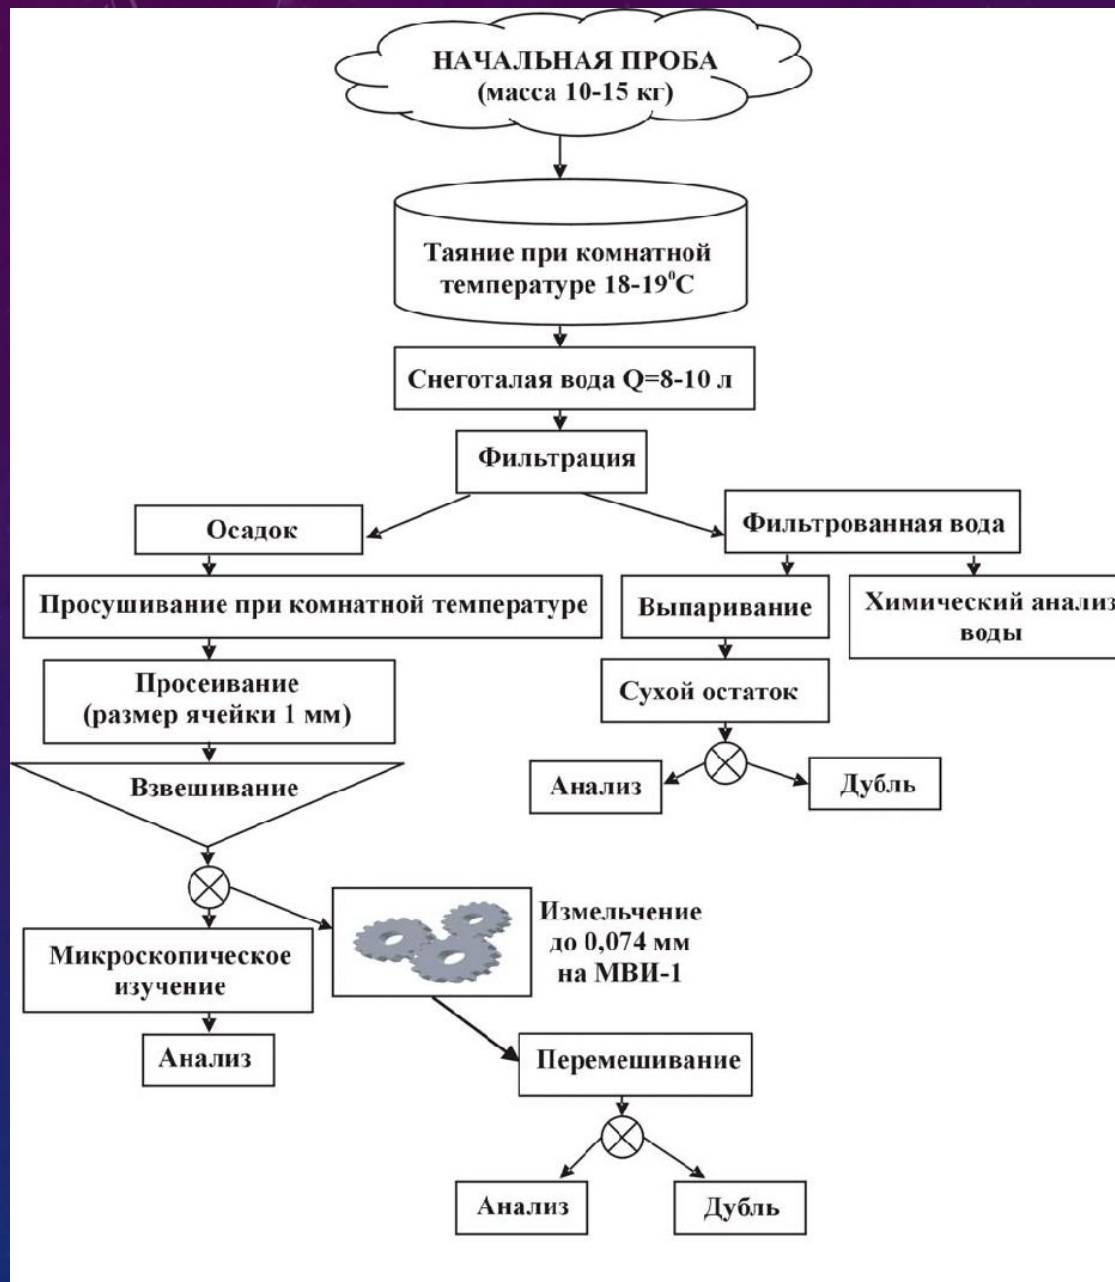 НАЧАЛЬНАЯ ПРОБА
(масса 10-15 кг)
Таяние при комнатной
температуре 18-19⁰С
Снеготалая вода Q=8-10 л
Фильтрация
Осадок
Фильтрованная вода
Просушивание при комнатной температуре
Выпаривание
Химический анализ
воды
Просеивание
(размер ячейки 1 мм)
Сухой остаток
Взвешивание
Анализ
Дубль
Измельчение
до 0,074 мм
на МВИ-1
Микроскопическое
изучение
Анализ
Перемешивание
Анализ
Дубль